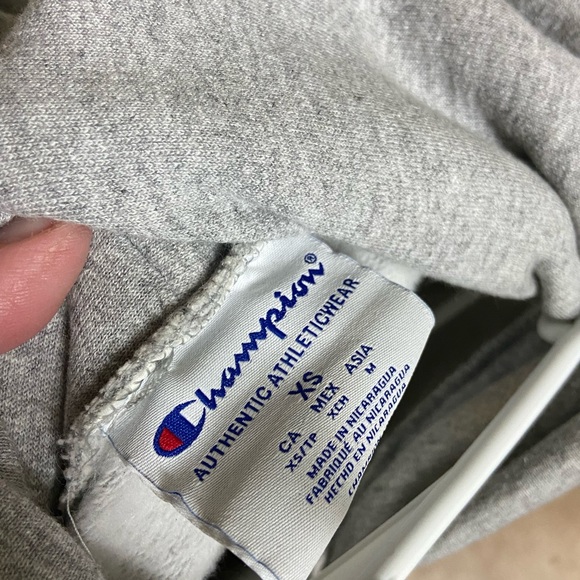 Champion®
AUTHENTIC ATHLETICWEAR
XS
CA MEX ASIA
XS/TP XCH M
MADE IN NICARAGUA
FABRIQUÉ AU NICARAGUA
HECHO EN NICARAGUA